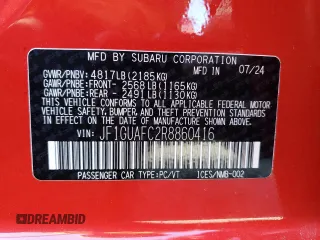 MFD. BY SUBARU CORPORATION 07/24
GVWR/PNBV: 4817LB(2185KG)
GAWR/PNBE:FRONT- 2568LB(1165KG)
GAWR/PNBE:REAR - 2491LB(1130KG)
THIS VEHICLE CONFORMS TO ALL APPLICABLE FEDERAL MOTOR
VEHICLE SAFETY, BUMPER, AND THEFT PREVENTION STANDARDS
IN EFFECT ON THE DATE OF MANUFACTURE SHOWN ABOVE.
VIN: JF1GUAFC2R8860416
PASSENGER CAR TYPE:PC/VT ICES/NMB-002
DREAMBID